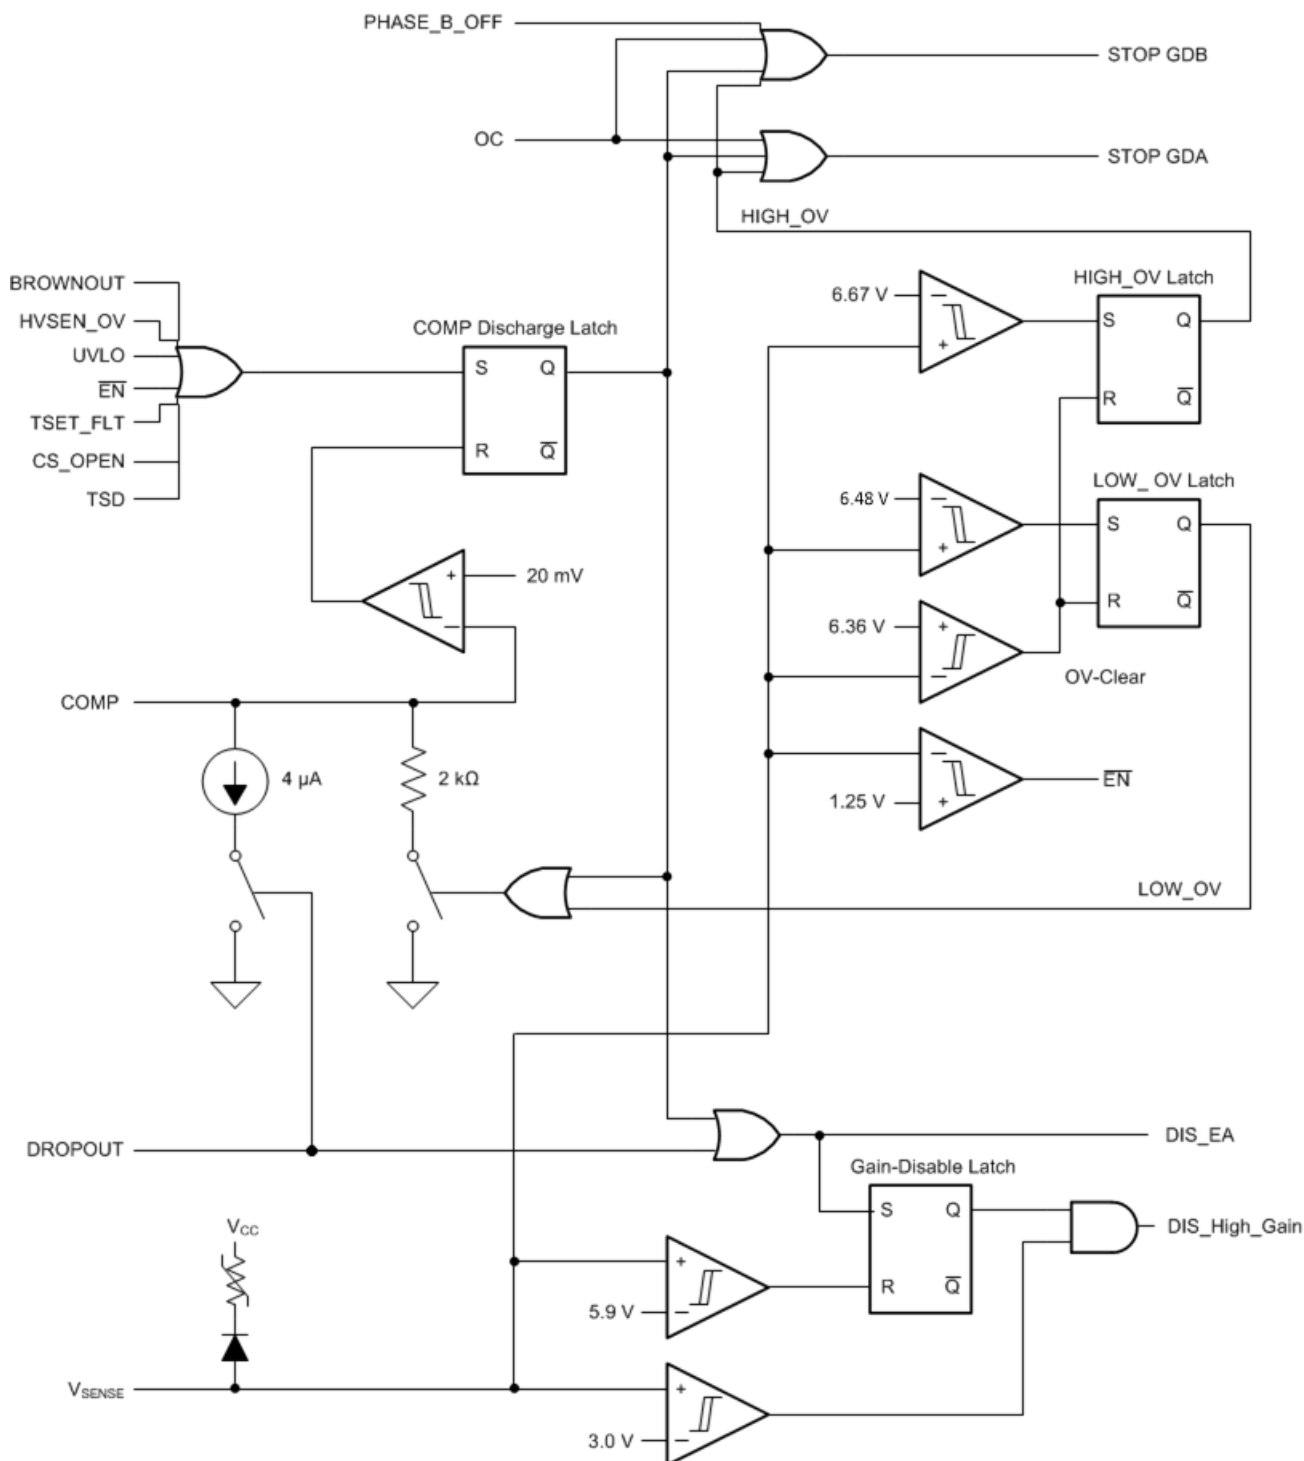 PHASE_B_OFF
STOP GDB
OC
STOP GDA
HIGH_OV
BROWNOUT
HVSEN_OV
UVLO
E̅N̅
TSET_FLT
CS_OPEN
TSD
COMP Discharge Latch
S Q
R Q̅
+ 20 mV
−
COMP
4 µA
2 kΩ
HIGH_OV Latch
6.67 V −
+
S Q
R Q̅
LOW_ OV Latch
6.48 V −
+
S Q
R Q̅
6.36 V +
−
OV-Clear
−
1.25 V +
E̅N̅
LOW_OV
DROPOUT
DIS_EA
Gain-Disable Latch
S Q
R Q̅
DIS_High_Gain
VCC
+
5.9 V −
VSENSE
+
3.0 V −